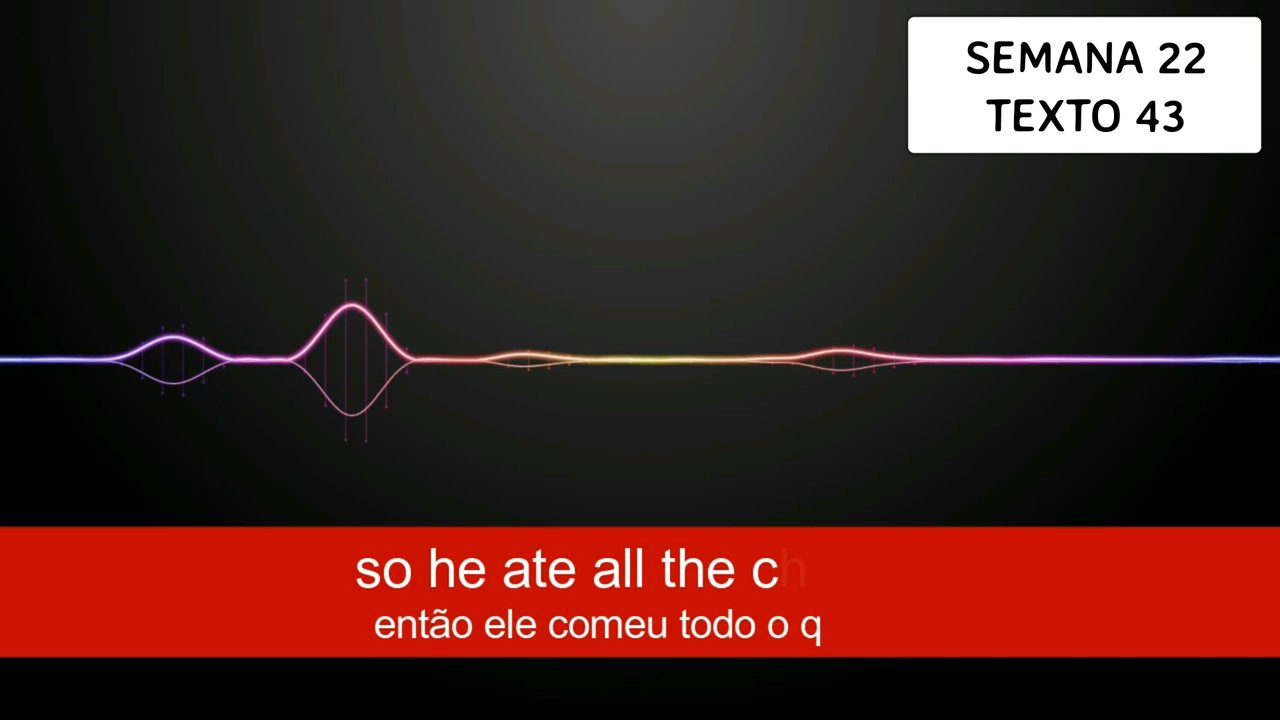 SEMANA 22
TEXTO 43
so he ate all the ch
então ele comeu todo o q